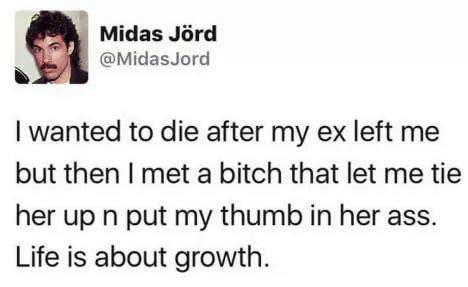 Midas Jörd
@MidasJord
I wanted to die after my ex left me
but then I met a bitch that let me tie
her up n put my thumb in her ass.
Life is about growth.